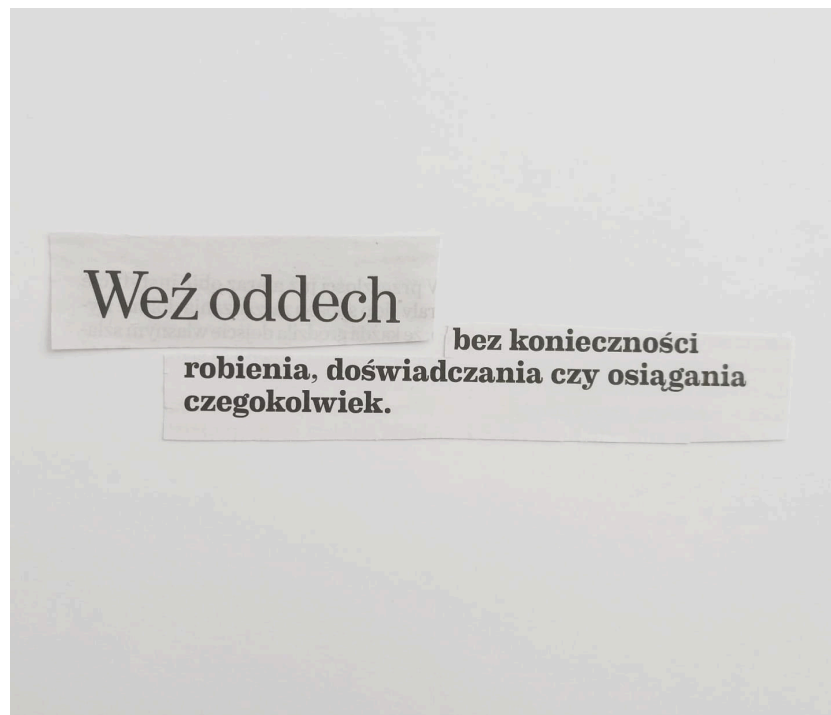 Weź oddech
bez konieczności
robienia, doświadczania czy osiągania
czegokolwiek.